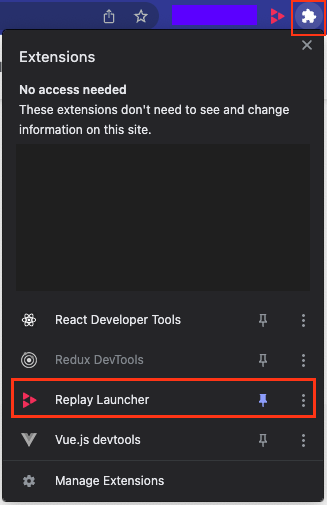 Extensions
No access needed
These extensions don't need to see and change
information on this site.
React Developer Tools
Redux DevTools
Replay Launcher
Vue.js devtools
Manage Extensions